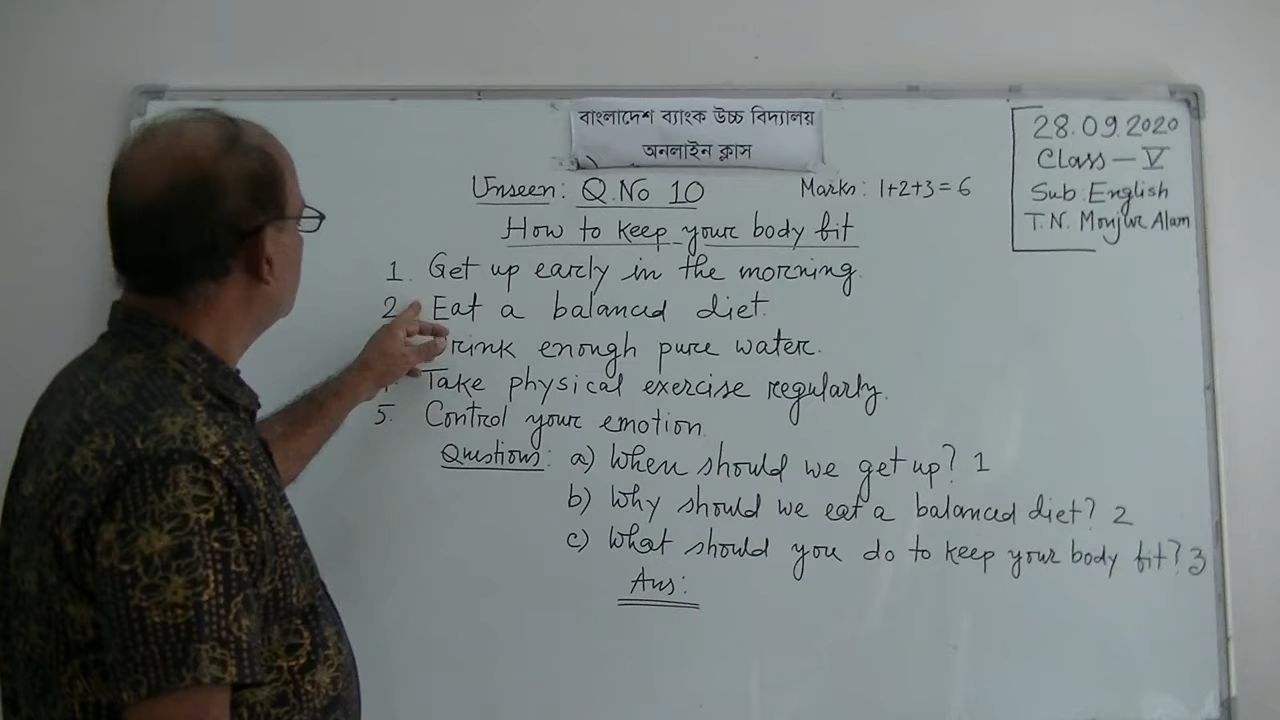 বাংলাদেশ ব্যাংক উচ্চ বিদ্যালয়
অনলাইন ক্লাস
28.09.2020
Class — V
Sub: English
T.N. Monjur Alam
Unseen: Q.No 10 Marks: 1+2+3=6
How to keep your body fit
1. Get up early in the morning.
2. Eat a balanced diet.
rink enough pure water.
Take physical exercise regularly.
5. Control your emotion.
Questions: a) When should we get up? 1
b) Why should we eat a balanced diet? 2
c) What should you do to keep your body fit? 3
Ans: